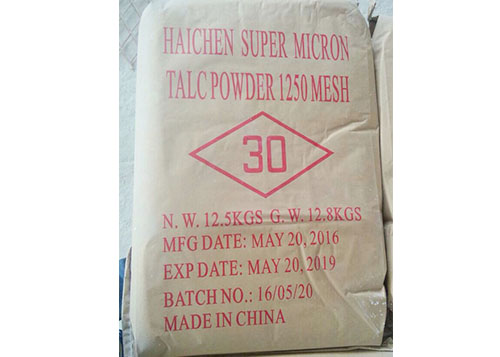 HAICHEN SUPER MICRON
TALC POWDER 1250 MESH
30
N. W. 12.5KGS G. W. 12.8KGS
MFG DATE: MAY 20, 2016
EXP DATE: MAY 20, 2019
BATCH NO.: 16/05/20
MADE IN CHINA